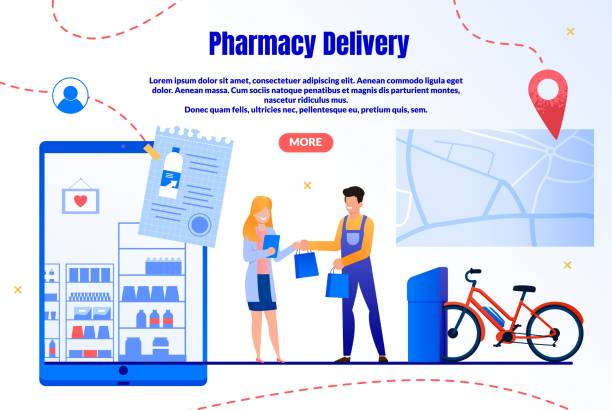 Pharmacy Delivery
Lorem ipsum dolor sit amet, consectetuer adipiscing elit. Aenean commodo ligula eget
dolor. Aenean massa. Cum sociis natoque penatibus et magnis dis parturient montes,
nascetur ridiculus mus.
Donec quam felis, ultricies nec, pellentesque eu, pretium quis, sem.
MORE